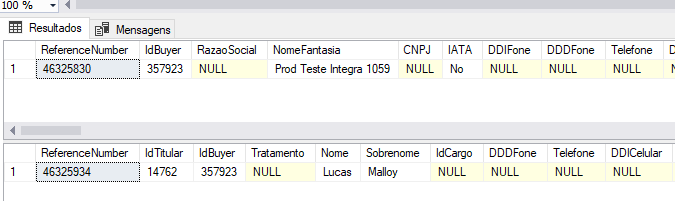 100 %
Resultados Mensagens
ReferenceNumber IdBuyer RazaoSocial NomeFantasia CNPJ IATA DDIFone DDDFone Telefone D
1 46325830 357923 NULL Prod Teste Integra 1059 NULL No NULL NULL NULL
ReferenceNumber IdTitular IdBuyer Tratamento Nome Sobrenome IdCargo DDDFone Telefone DDICelular
1 46325934 14762 357923 NULL Lucas Malloy NULL NULL NULL NULL